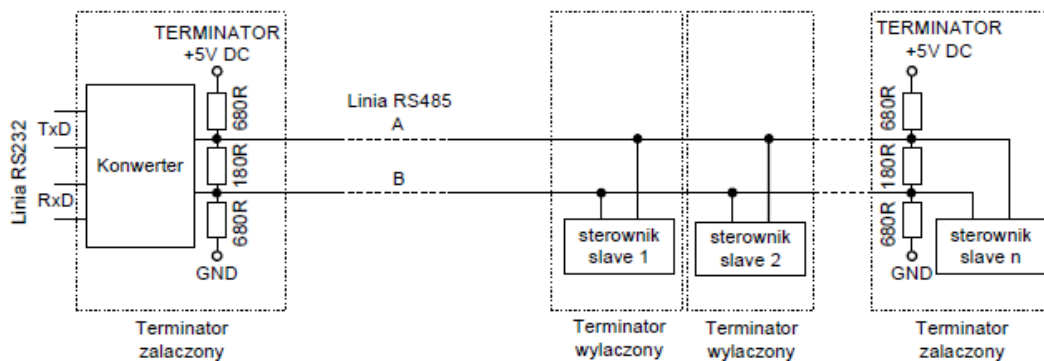 TERMINATOR
+5V DC
680R
Linia RS232
TxD
RxD
Konwerter
180R
680R
GND
Terminator
zalaczony
Linia RS485
A
B
sterownik
slave 1
Terminator
wylaczony
sterownik
slave 2
Terminator
wylaczony
TERMINATOR
+5V DC
680R
180R
680R
GND
sterownik
slave n
Terminator
zalaczony